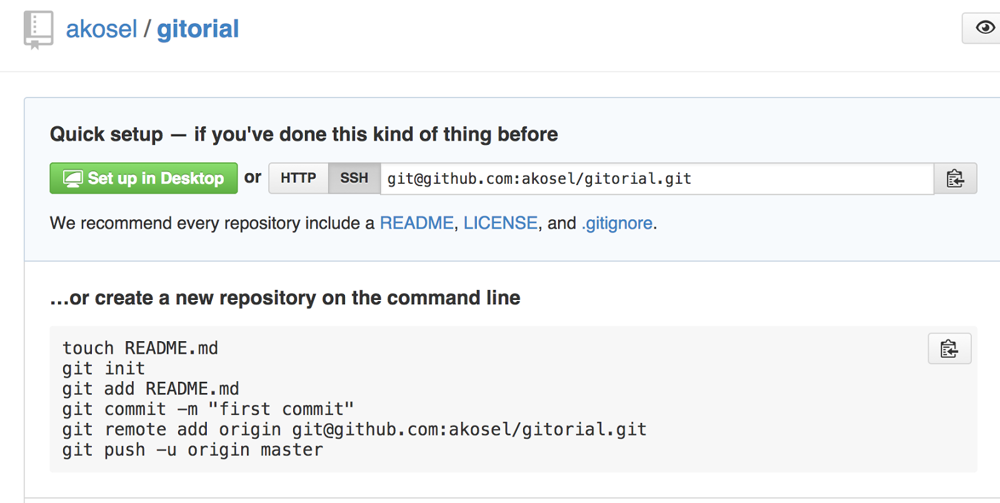 akosel / gitorial
Quick setup — if you've done this kind of thing before
Set up in Desktop or HTTP SSH git@github.com:akosel/gitorial.git
We recommend every repository include a README, LICENSE, and .gitignore.
…or create a new repository on the command line
touch README.md
git init
git add README.md
git commit -m "first commit"
git remote add origin git@github.com:akosel/gitorial.git
git push -u origin master